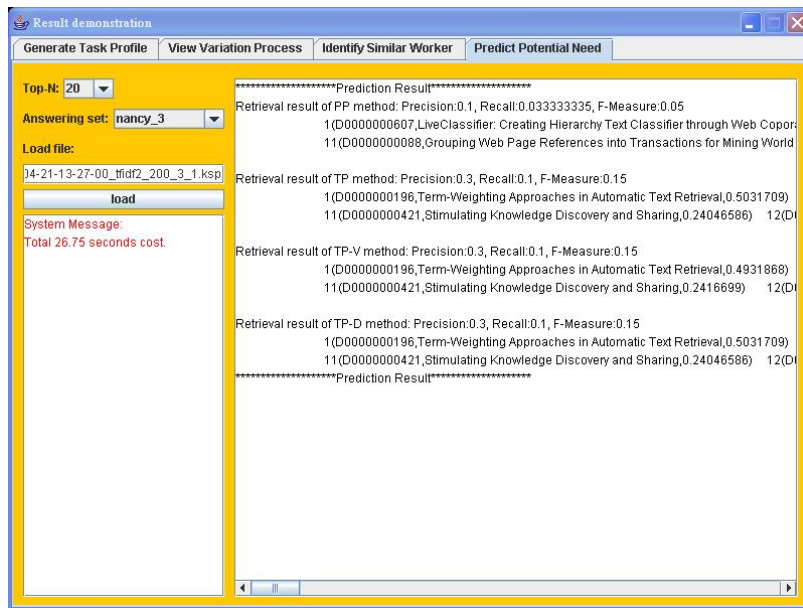 Result demonstration
Generate Task Profile View Variation Process Identify Similar Worker Predict Potential Need
Top-N: 20
Answering set: nancy_3
Load file:
04-21-13-27-00_tfidf2_200_3_1.ksp
load
System Message:
Total 26.75 seconds cost.
********************Prediction Result********************
Retrieval result of PP method: Precision:0.1, Recall:0.033333335, F-Measure:0.05
1(D0000000607,LiveClassifier: Creating Hierarchy Text Classifier through Web Copora
11(D0000000088,Grouping Web Page References into Transactions for Mining World
Retrieval result of TP method: Precision:0.3, Recall:0.1, F-Measure:0.15
1(D0000000196,Term-Weighting Approaches in Automatic Text Retrieval,0.5031709)
11(D0000000421,Stimulating Knowledge Discovery and Sharing,0.24046586) 12(D0
Retrieval result of TP-V method: Precision:0.3, Recall:0.1, F-Measure:0.15
1(D0000000196,Term-Weighting Approaches in Automatic Text Retrieval,0.4931868)
11(D0000000421,Stimulating Knowledge Discovery and Sharing,0.2416699) 12(D0
Retrieval result of TP-D method: Precision:0.3, Recall:0.1, F-Measure:0.15
1(D0000000196,Term-Weighting Approaches in Automatic Text Retrieval,0.5031709)
11(D0000000421,Stimulating Knowledge Discovery and Sharing,0.24046586) 12(D0
********************Prediction Result********************